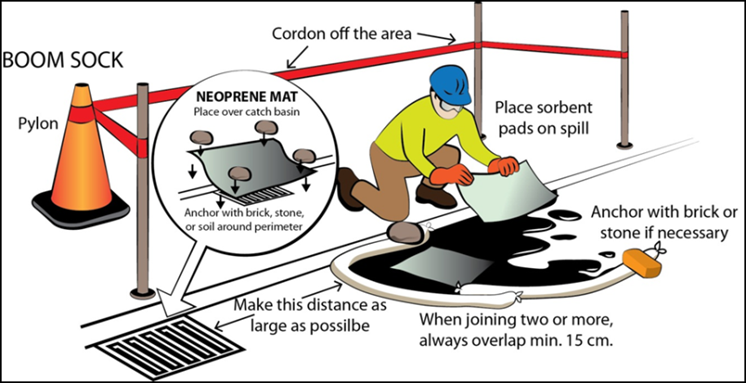 Cordon off the area
BOOM SOCK
Pylon
NEOPRENE MAT
Place over catch basin
Anchor with brick, stone,
or soil around perimeter
Place sorbent
pads on spill
Anchor with brick or
stone if necessary
Make this distance as
large as possilbe
When joining two or more,
always overlap min. 15 cm.